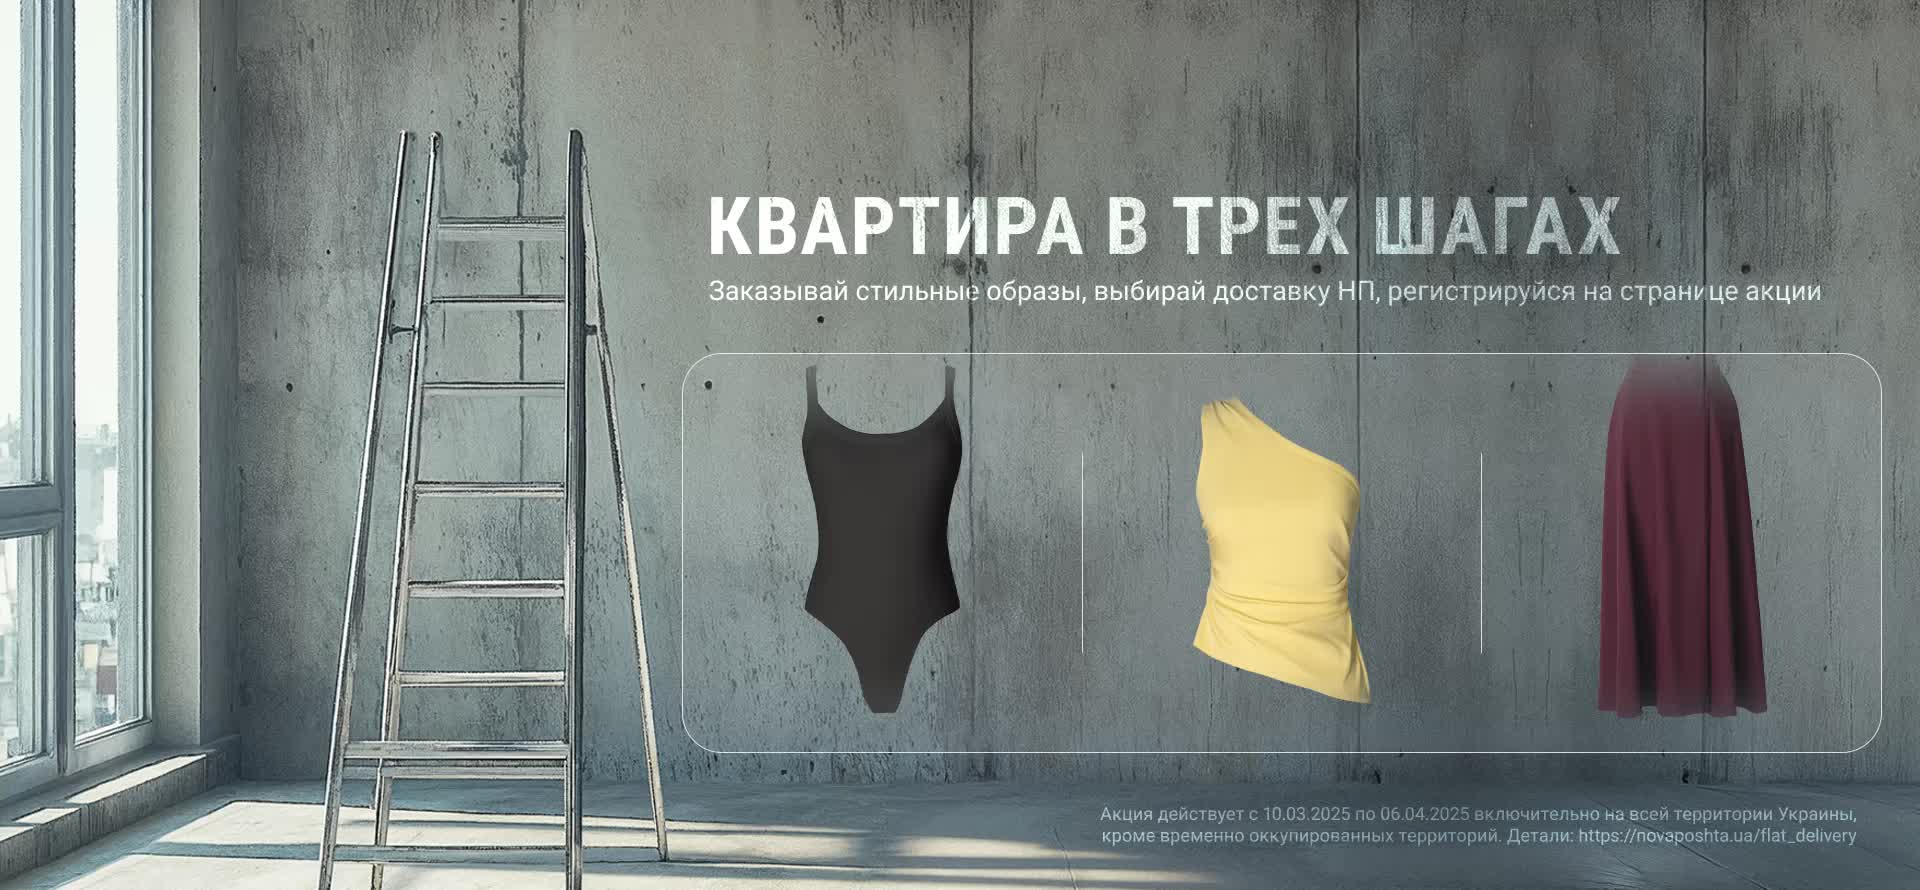 КВАРТИРА В ТРЕХ ШАГАХ
Заказывай стильные образы, выбирай доставку НП, регистрируйся на странице акции
Акция действует с 10.03.2025 по 06.04.2025 включительно на всей территории Украины,
кроме временно оккупированных территорий. Детали: https://novaposhta.ua/flat_delivery